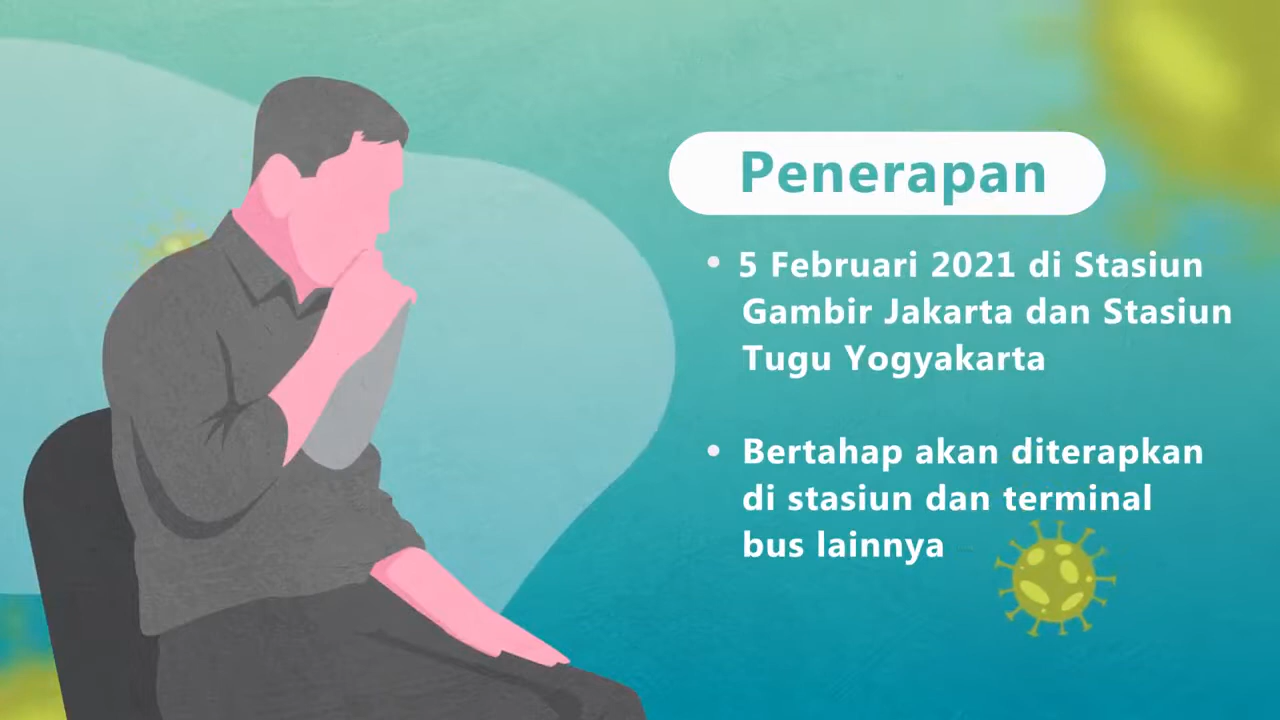 Penerapan
• 5 Februari 2021 di Stasiun
Gambir Jakarta dan Stasiun
Tugu Yogyakarta
• Bertahap akan diterapkan
di stasiun dan terminal
bus lainnya